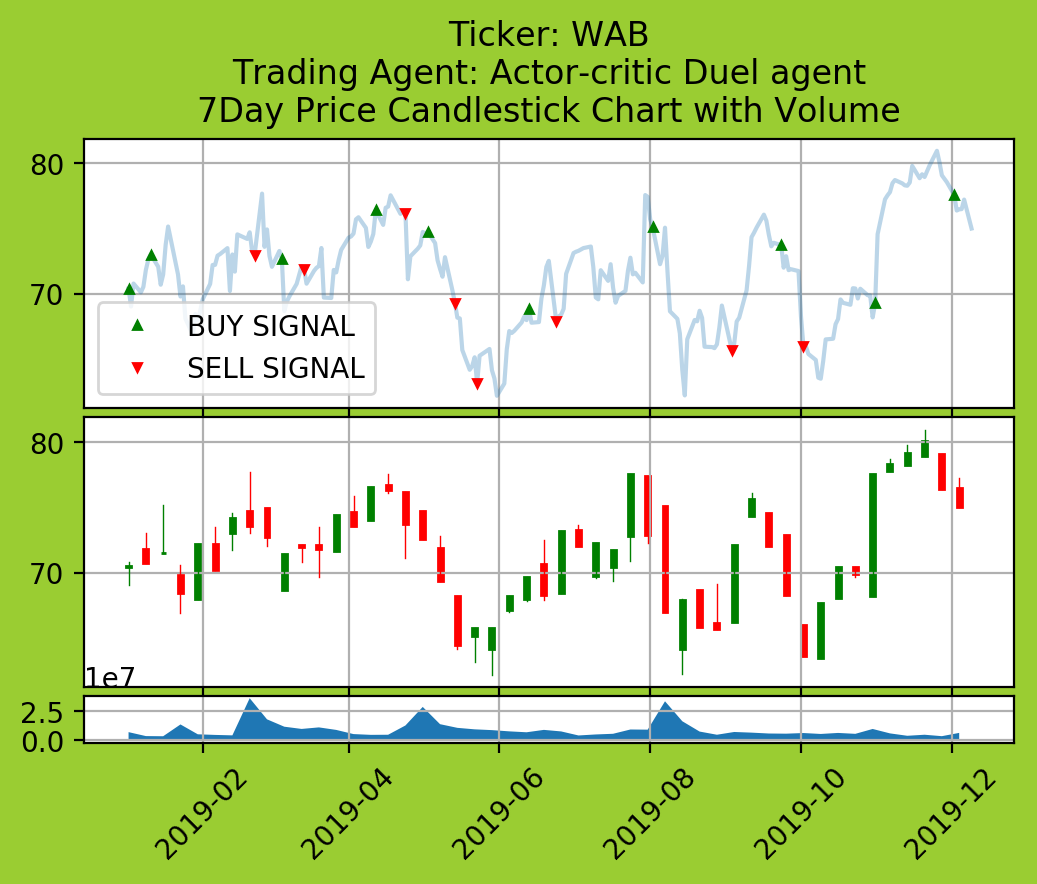 Ticker: WAB
Trading Agent: Actor-critic Duel agent
7Day Price Candlestick Chart with Volume
80
70
BUY SIGNAL
SELL SIGNAL
80
70
1e7
2.5
0.0
2019-02
2019-04
2019-06
2019-08
2019-10
2019-12